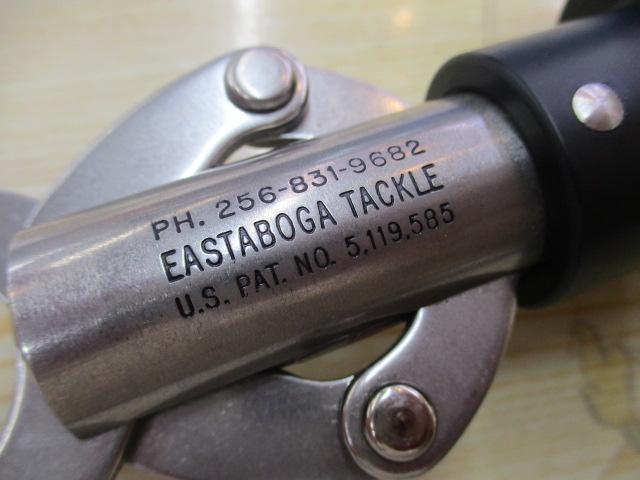 PH. 256-831-9682
EASTABOGA TACKLE
U.S. PAT. NO. 5,119,585